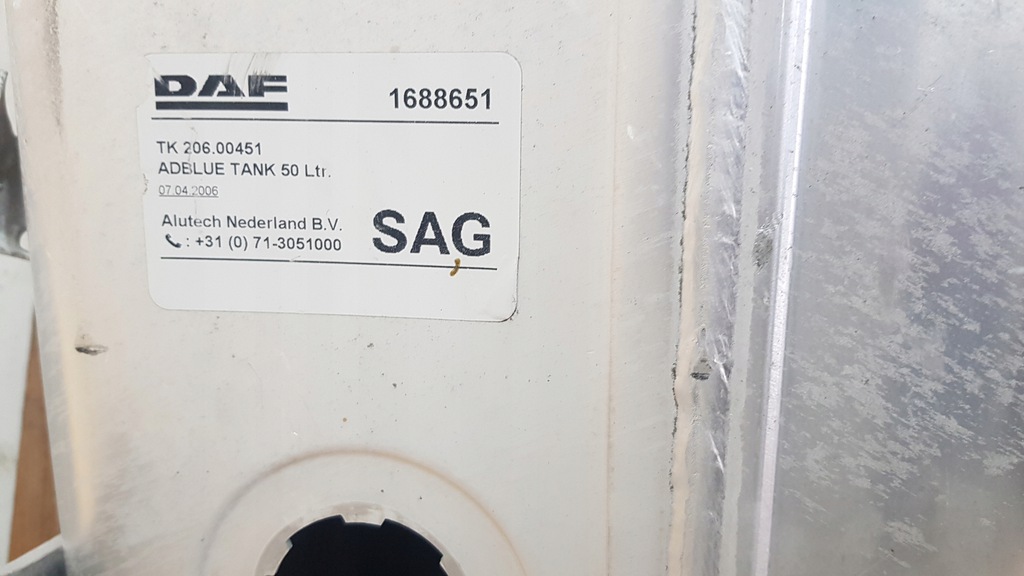 DAF
1688651
TK 206.00451
ADBLUE TANK 50 Ltr.
07.04.2006
Alutech Nederland B.V.
: +31 (0) 71-3051000
SAG